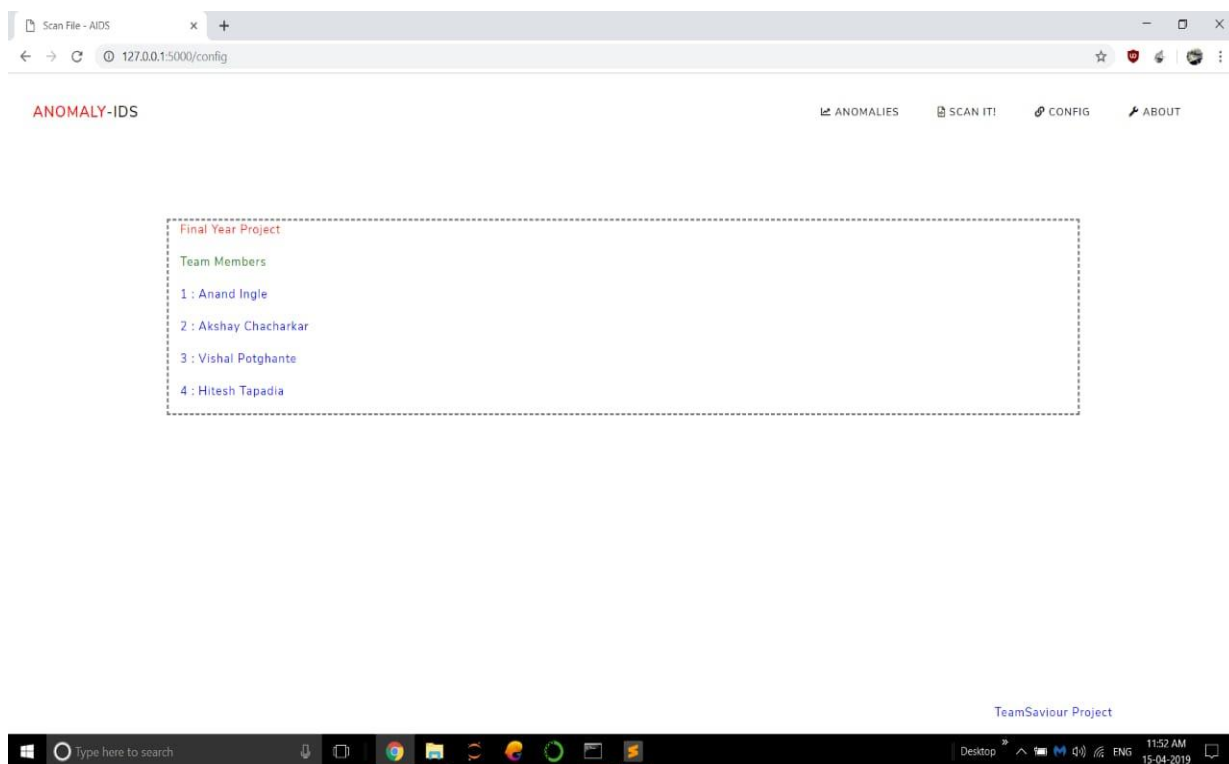 Scan File - AIDS
127.0.0.1:5000/config
ANOMALY-IDS
ANOMALIES SCAN IT! CONFIG ABOUT
Final Year Project
Team Members
1 : Anand Ingle
2 : Akshay Chacharkar
3 : Vishal Potghante
4 : Hitesh Tapadia
TeamSaviour Project
Type here to search
Desktop
ENG
11:52 AM
15-04-2019